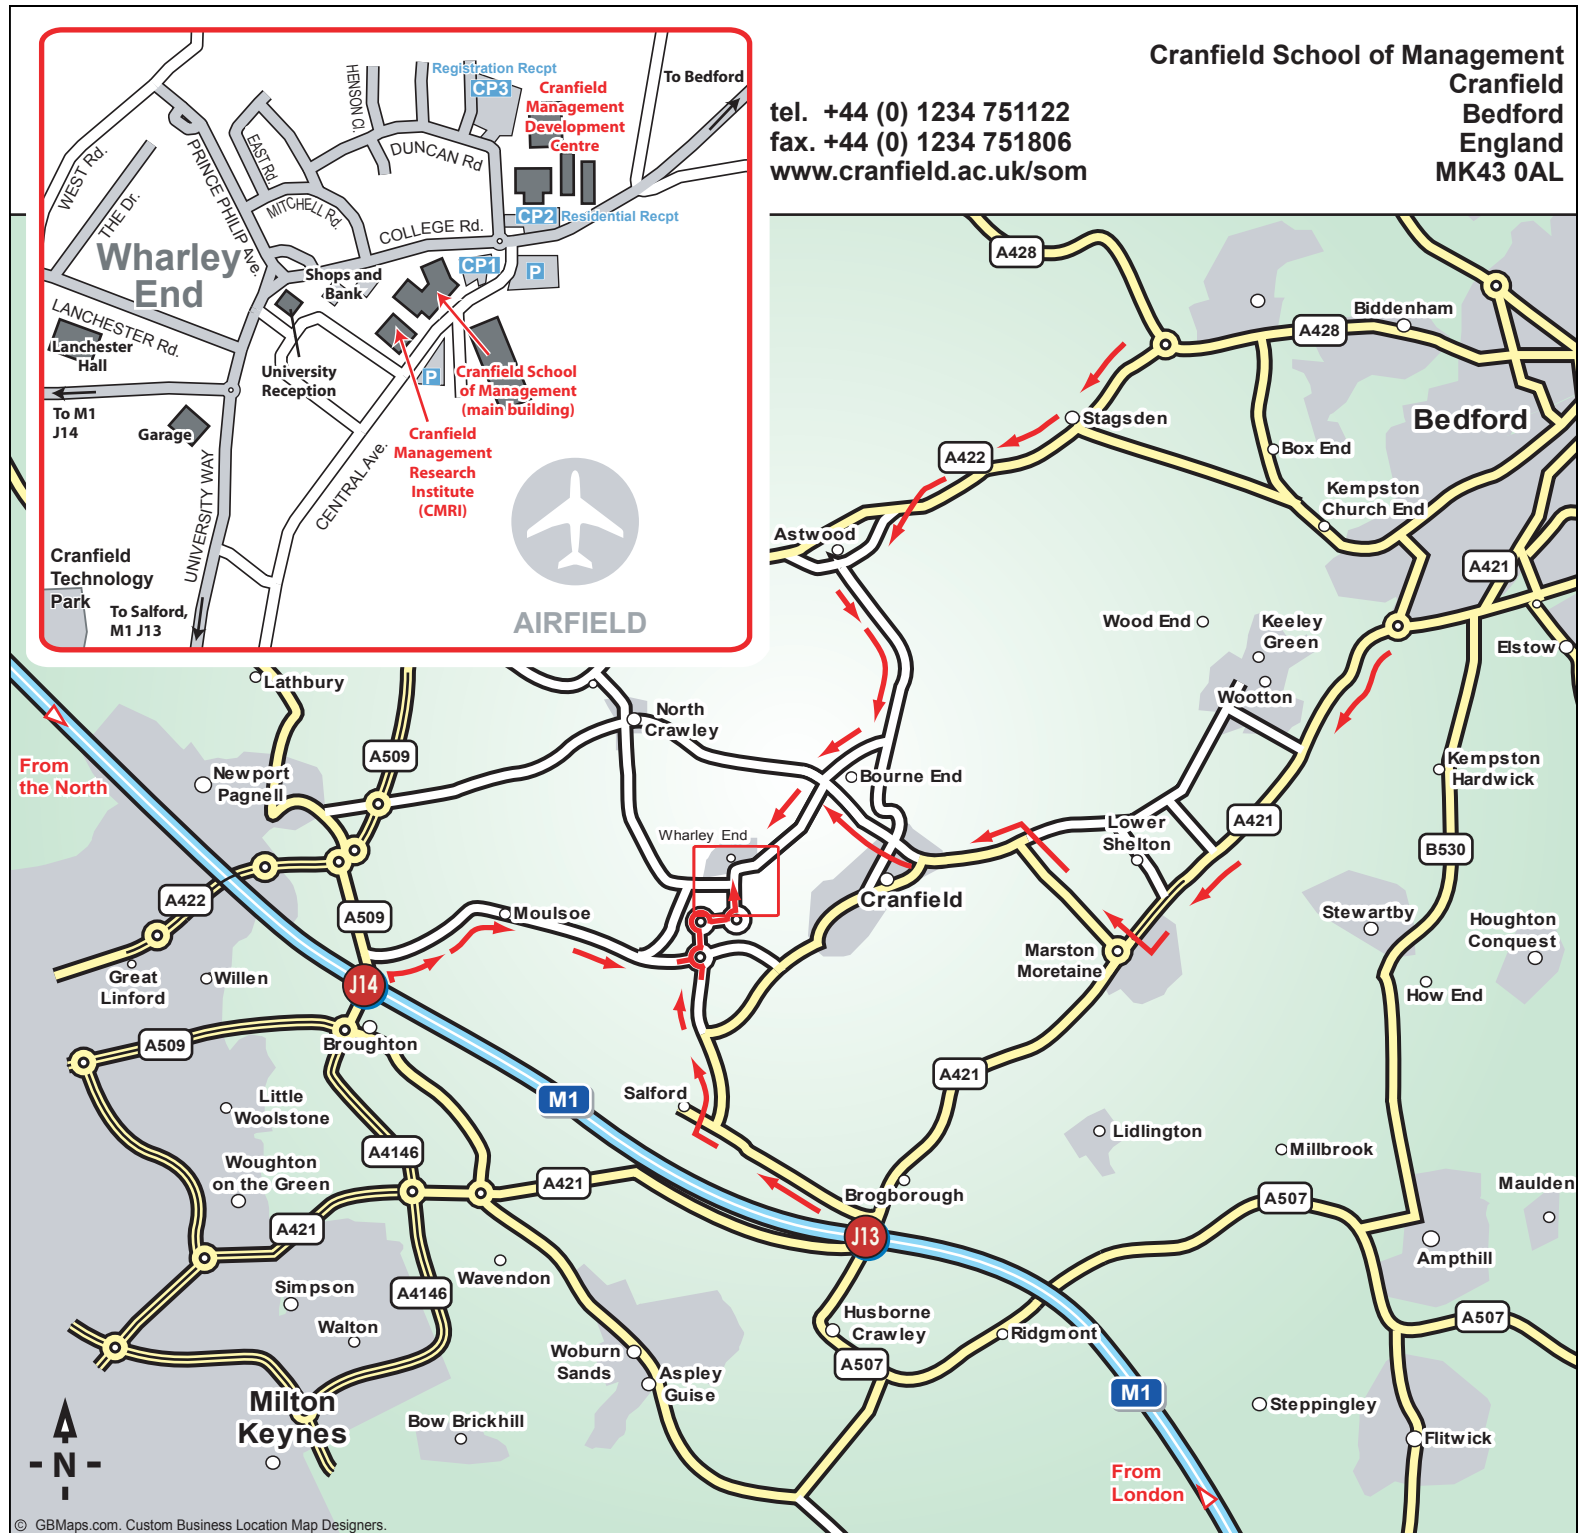 Cranfield School of Management
Cranfield
Bedford
England
MK43 0AL
tel. +44 (0) 1234 751122
fax. +44 (0) 1234 751806
www.cranfield.ac.uk/som
Registration Recpt
CP3
Cranfield
Management
Development
Centre
To Bedford
HENSON Cl.
WEST Rd.
THE Dr.
PRINCE PHILIP Ave.
EAST Rd.
DUNCAN Rd
MITCHELL Rd.
COLLEGE Rd.
CP2
Residential Recpt
Wharley
End
Shops and
Bank
CP1
P
LANCHESTER Rd.
Lanchester
Hall
University
Reception
P
Cranfield School
of Management
(main building)
To M1
J14
Garage
Cranfield
Management
Research
Institute
(CMRI)
CENTRAL Ave.
UNIVERSITY WAY
Cranfield
Technology
Park
To Salford,
M1 J13
AIRFIELD
A428
Biddenham
A428
Stagsden
Bedford
A422
Box End
Kempston
Church End
Astwood
A421
Wood End
Keeley
Green
Elstow
Wootton
Lathbury
North
Crawley
A509
From
the North
Newport
Pagnell
Bourne End
Kempston
Hardwick
Wharley End
Lower
Shelton
A421
B530
A422
A509
Moulsoe
Cranfield
Stewartby
Houghton
Conquest
Marston
Moretaine
Great
Linford
Willen
J14
How End
A509
Broughton
A421
Little
Woolstone
M1
Salford
Lidlington
Millbrook
A4146
Woughton
on the Green
A421
Brogborough
A507
Maulden
A421
J13
Ampthill
Wavendon
Simpson
A4146
Walton
Husborne
Crawley
Ridgmont
A507
Woburn
Sands
A507
Aspley
Guise
M1
Milton
Keynes
Bow Brickhill
Steppingley
Flitwick
N
From
London
© GBMaps.com. Custom Business Location Map Designers.